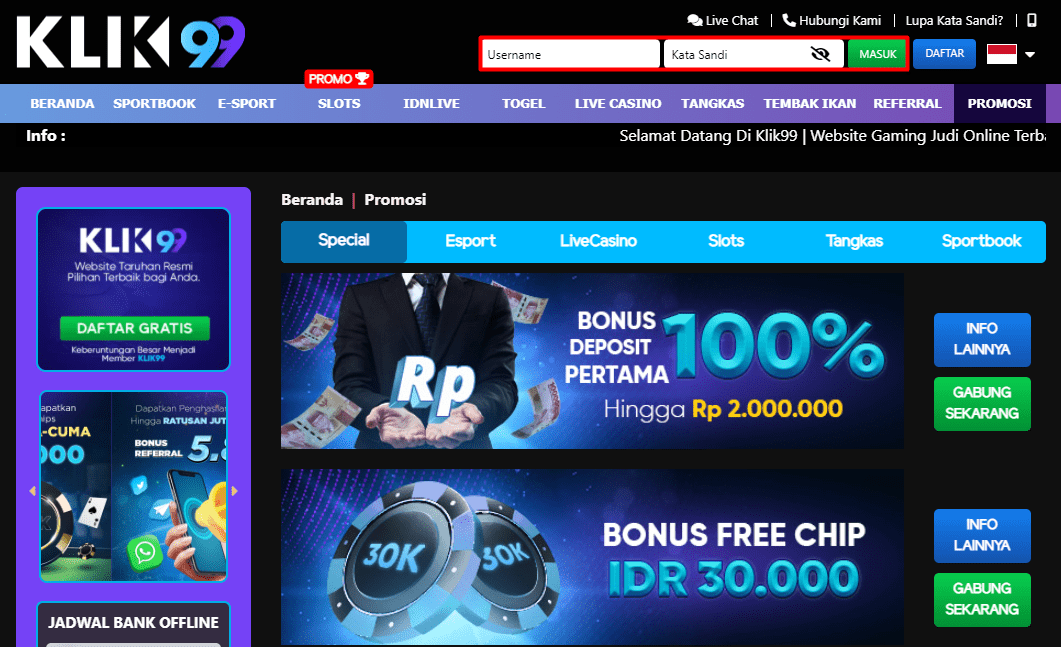 KLIK99
Live Chat | Hubungi Kami | Lupa Kata Sandi? |
Username
Kata Sandi
MASUK
DAFTAR
PROMO
BERANDA SPORTBOOK E-SPORT SLOTS IDNLIVE TOGEL LIVE CASINO TANGKAS TEMBAK IKAN REFERRAL PROMOSI
Info :
Selamat Datang Di Klik99 | Website Gaming Judi Online Terba
Beranda | Promosi
Special Esport LiveCasino Slots Tangkas Sportbook
KLIK99
Website Taruhan Resmi
Pilihan Terbaik bagi Anda.
DAFTAR GRATIS
Keberuntungan Besar Menjadi
Member KLIK99
apatkan
ips
-CUMA
000
Dapatkan Penghasilan
Hingga RATUSAN JUT
BONUS
REFERRAL
5.
JADWAL BANK OFFLINE
Rp
BONUS
DEPOSIT
PERTAMA
100%
Hingga Rp 2.000.000
INFO
LAINNYA
GABUNG
SEKARANG
30K
30K
BONUS FREE CHIP
IDR 30.000
INFO
LAINNYA
GABUNG
SEKARANG